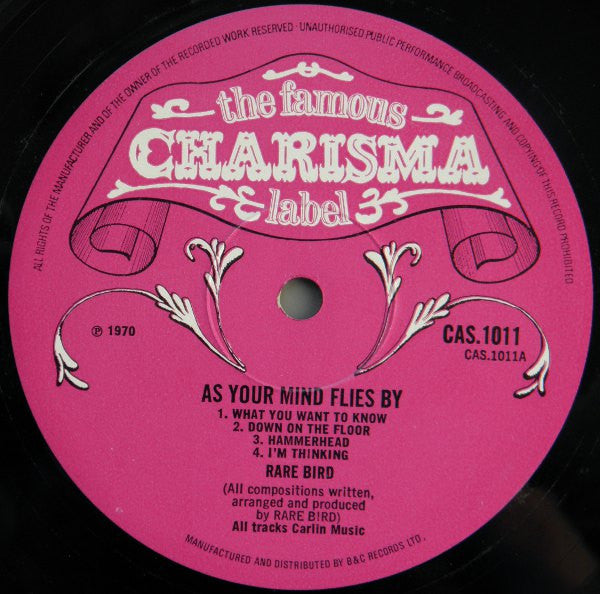 ALL RIGHTS OF THE MANUFACTURER AND OF THE OWNER OF THE RECORDED WORK RESERVED · UNAUTHORISED PUBLIC PERFORMANCE BROADCASTING AND COPYING OF THIS RECORD PROHIBITED
the famous
CHARISMA
label
℗ 1970
CAS.1011
CAS.1011A
AS YOUR MIND FLIES BY
1. WHAT YOU WANT TO KNOW
2. DOWN ON THE FLOOR
3. HAMMERHEAD
4. I'M THINKING
RARE BIRD
(All compositions written,
arranged and produced
by RARE BIRD)
All tracks Carlin Music
MANUFACTURED AND DISTRIBUTED BY B&C RECORDS LTD.